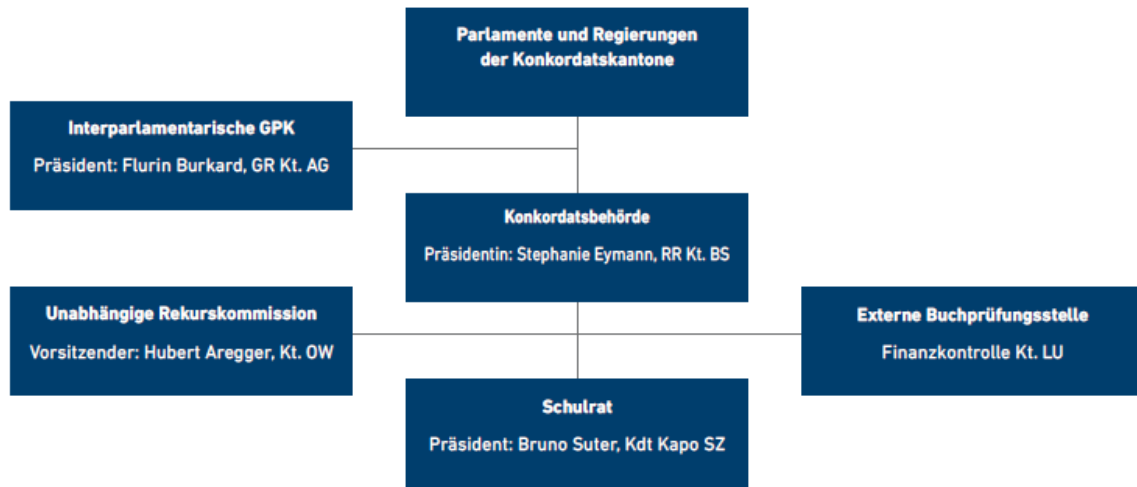 Parlamente und Regierungen
der Konkordatskantone
Interparlamentarische GPK
Präsident: Flurin Burkard, GR Kt. AG
Konkordatsbehörde
Präsidentin: Stephanie Eymann, RR Kt. BS
Unabhängige Rekurskommission
Vorsitzender: Hubert Aregger, Kt. OW
Externe Buchprüfungsstelle
Finanzkontrolle Kt. LU
Schulrat
Präsident: Bruno Suter, Kdt Kapo SZ